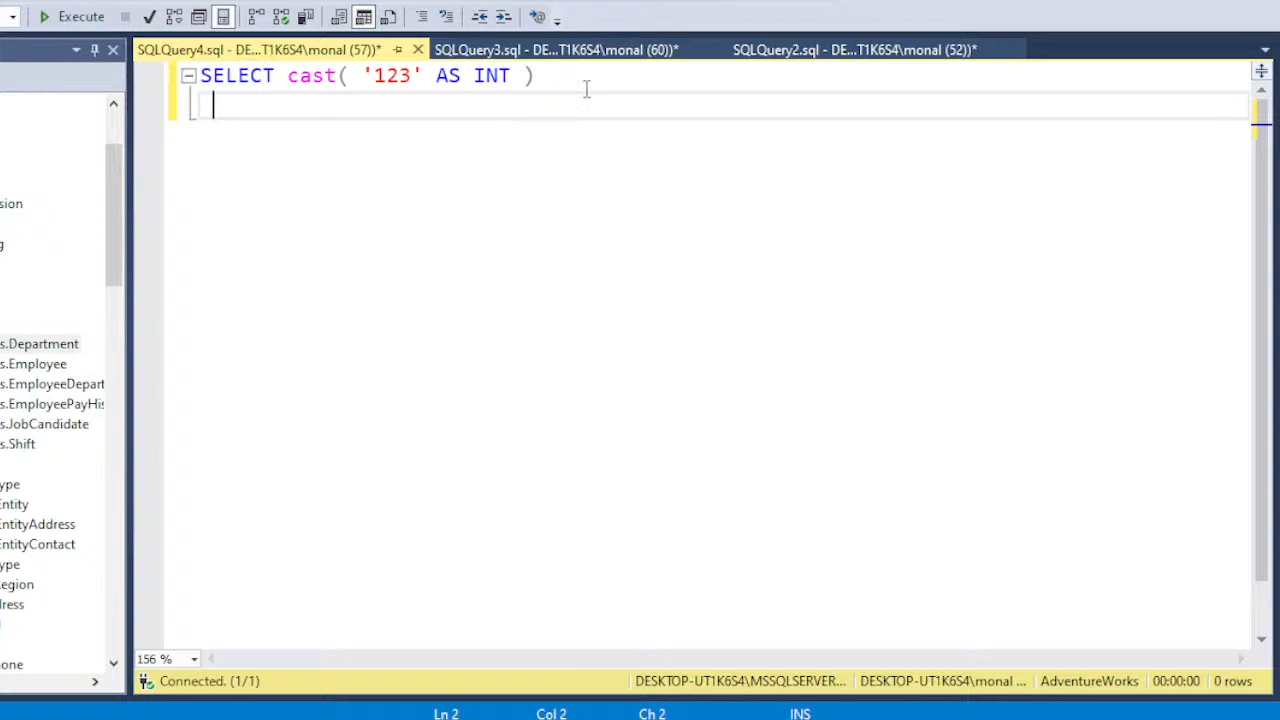 Execute
SQLQuery4.sql - DE...T1K6S4\monal (57))*
SQLQuery3.sql - DE...T1K6S4\monal (60))*
SQLQuery2.sql - DE...T1K6S4\monal (52))*
SELECT cast( '123' AS INT )
sion
g
s.Department
s.Employee
s.EmployeeDepart
s.EmployeePayHis
s.JobCandidate
s.Shift
ype
Entity
EntityAddress
EntityContact
ype
Region
dress
one
156 %
Connected. (1/1)
DESKTOP-UT1K6S4\MSSQLSERVER...
DESKTOP-UT1K6S4\monal ...
AdventureWorks
00:00:00
0 rows
Ln 2
Col 2
Ch 2
INS